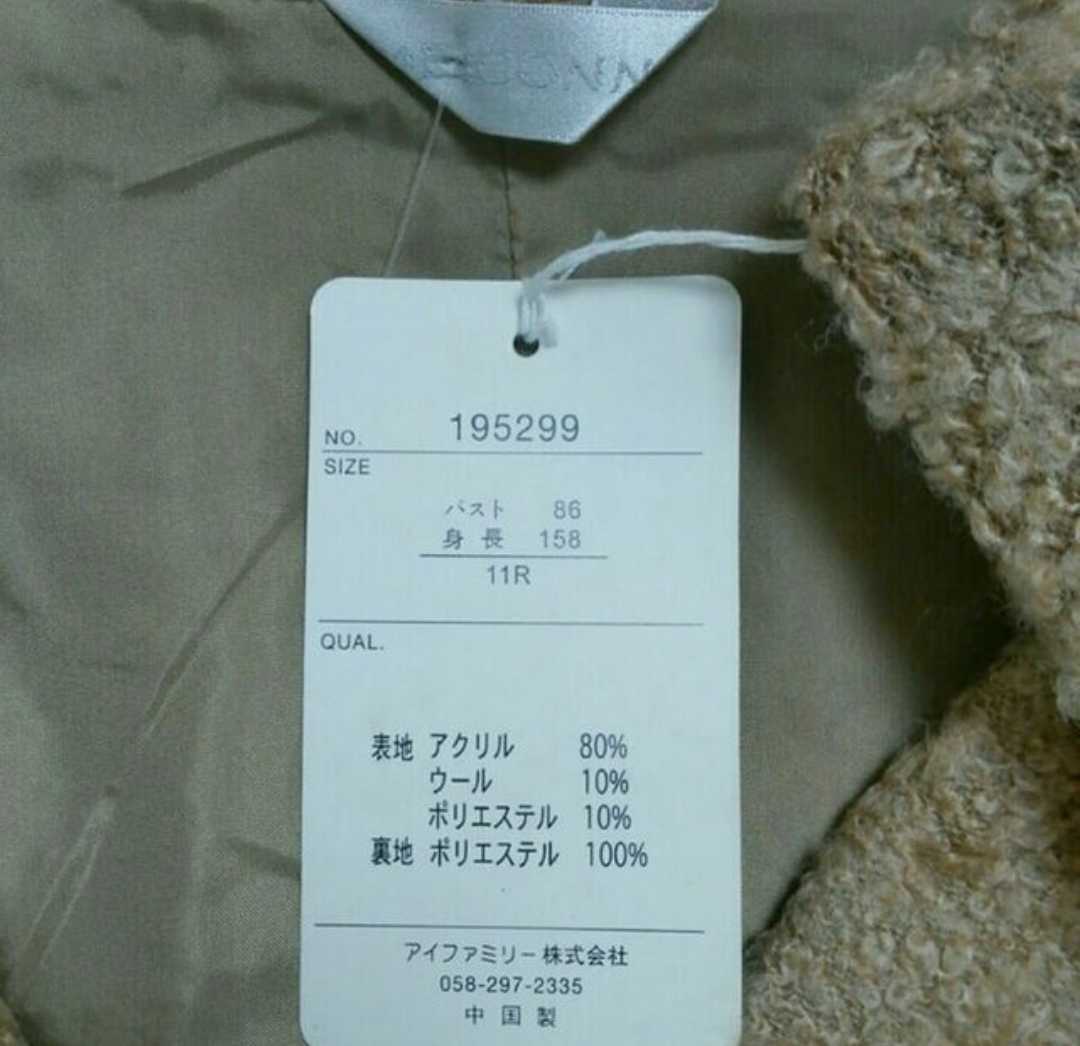 NO. 195299
SIZE
バスト 86
身長 158
11R
QUAL.
表地 アクリル 80%
ウール 10%
ポリエステル 10%
裏地 ポリエステル 100%
アイファミリー株式会社
058-297-2335
中国製